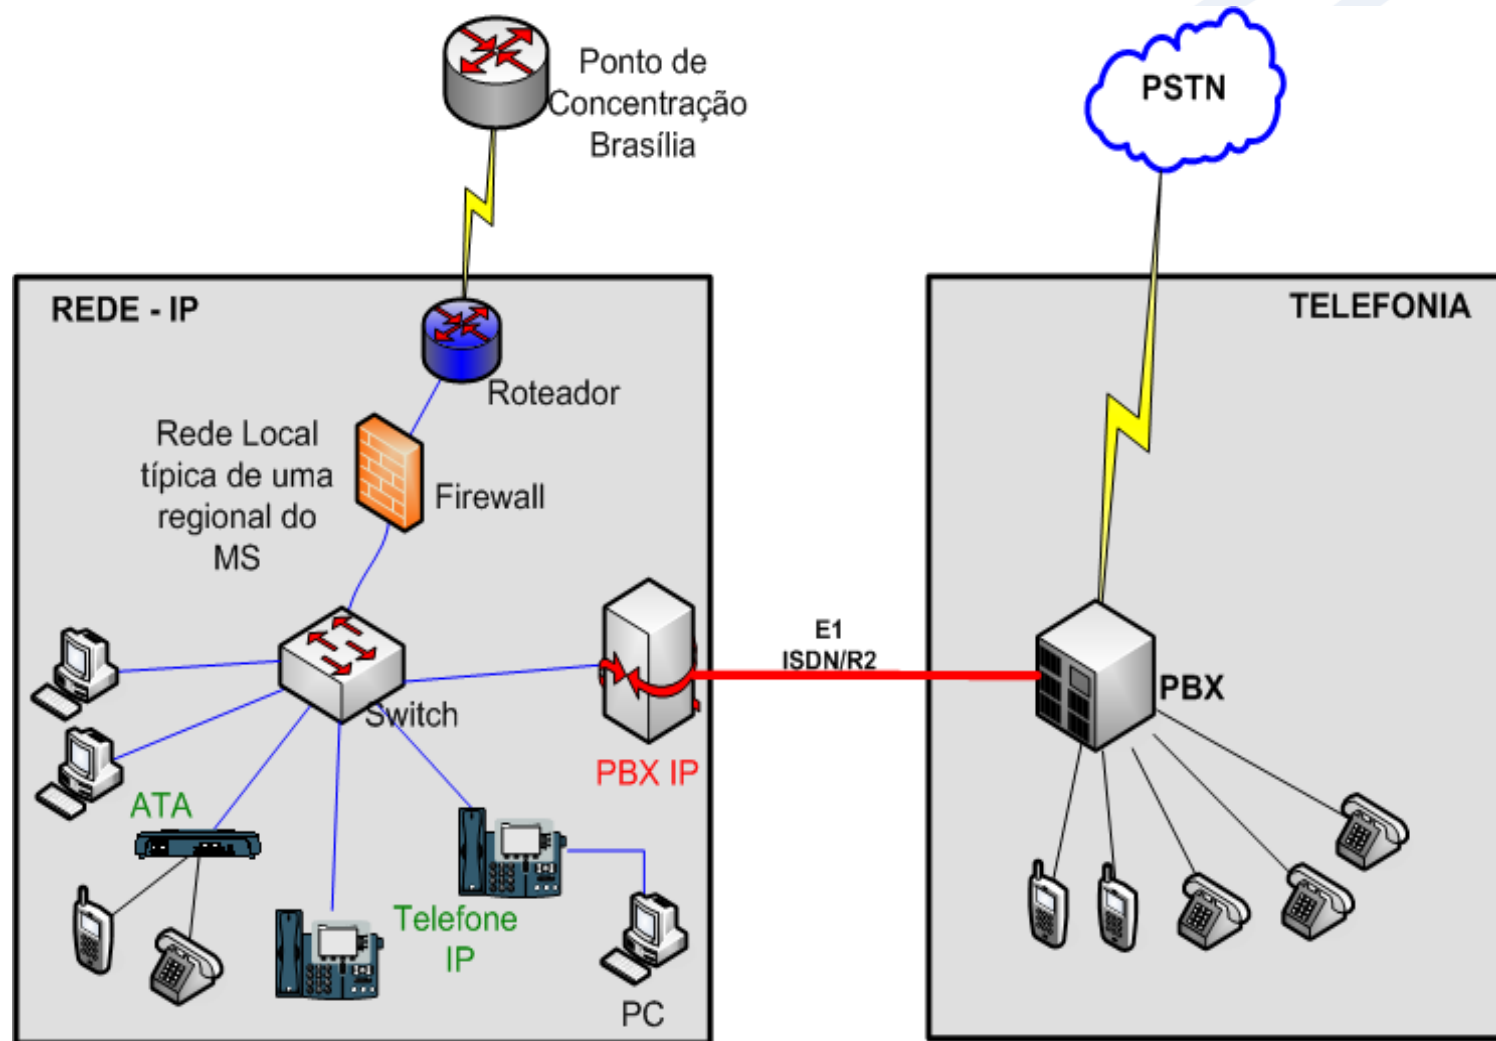 Ponto de
Concentração
Brasília
PSTN
REDE - IP
TELEFONIA
Roteador
Rede Local
típica de uma
regional do
MS
Firewall
E1
ISDN/R2
Switch
PBX
PBX IP
ATA
Telefone
IP
PC